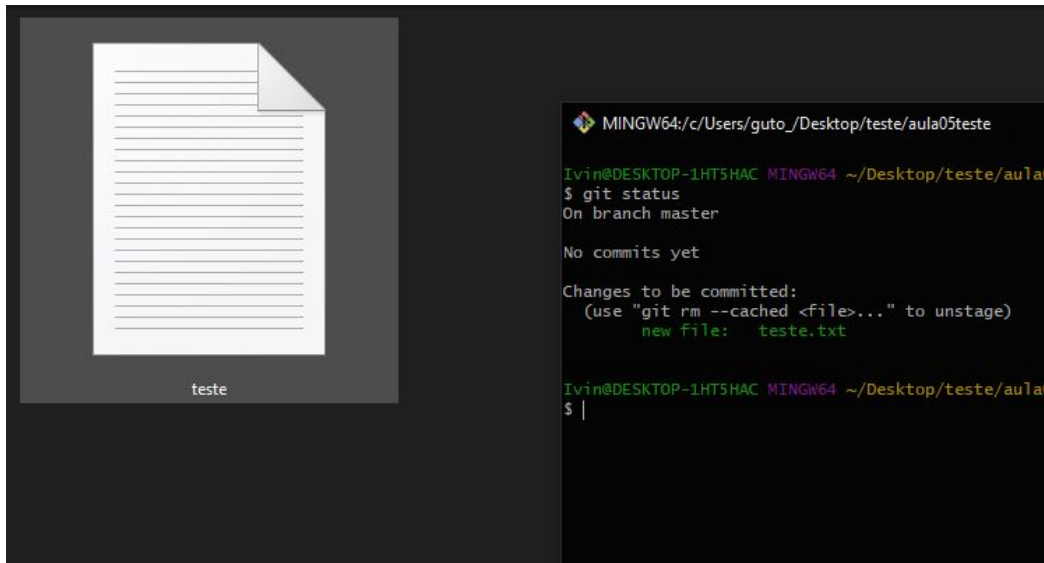 teste
MINGW64:/c/Users/guto_/Desktop/teste/aula05teste
Ivin@DESKTOP-1HT5HAC MINGW64 ~/Desktop/teste/aula
$ git status
On branch master
No commits yet
Changes to be committed:
(use "git rm --cached <file>..." to unstage)
new file: teste.txt
Ivin@DESKTOP-1HT5HAC MINGW64 ~/Desktop/teste/aula
$